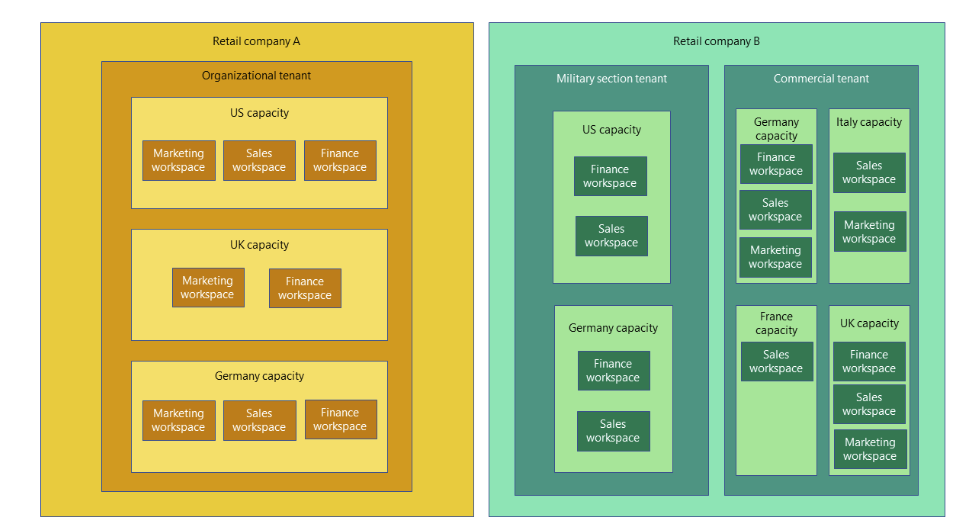 Retail company A
Organizational tenant
US capacity
Marketing
workspace
Sales
workspace
Finance
workspace
UK capacity
Marketing
workspace
Finance
workspace
Germany capacity
Marketing
workspace
Sales
workspace
Finance
workspace
Retail company B
Military section tenant
US capacity
Finance
workspace
Sales
workspace
Germany capacity
Finance
workspace
Sales
workspace
Commercial tenant
Germany
capacity
Finance
workspace
Sales
workspace
Marketing
workspace
Italy capacity
Sales
workspace
Marketing
workspace
France
capacity
Sales
workspace
UK capacity
Finance
workspace
Sales
workspace
Marketing
workspace